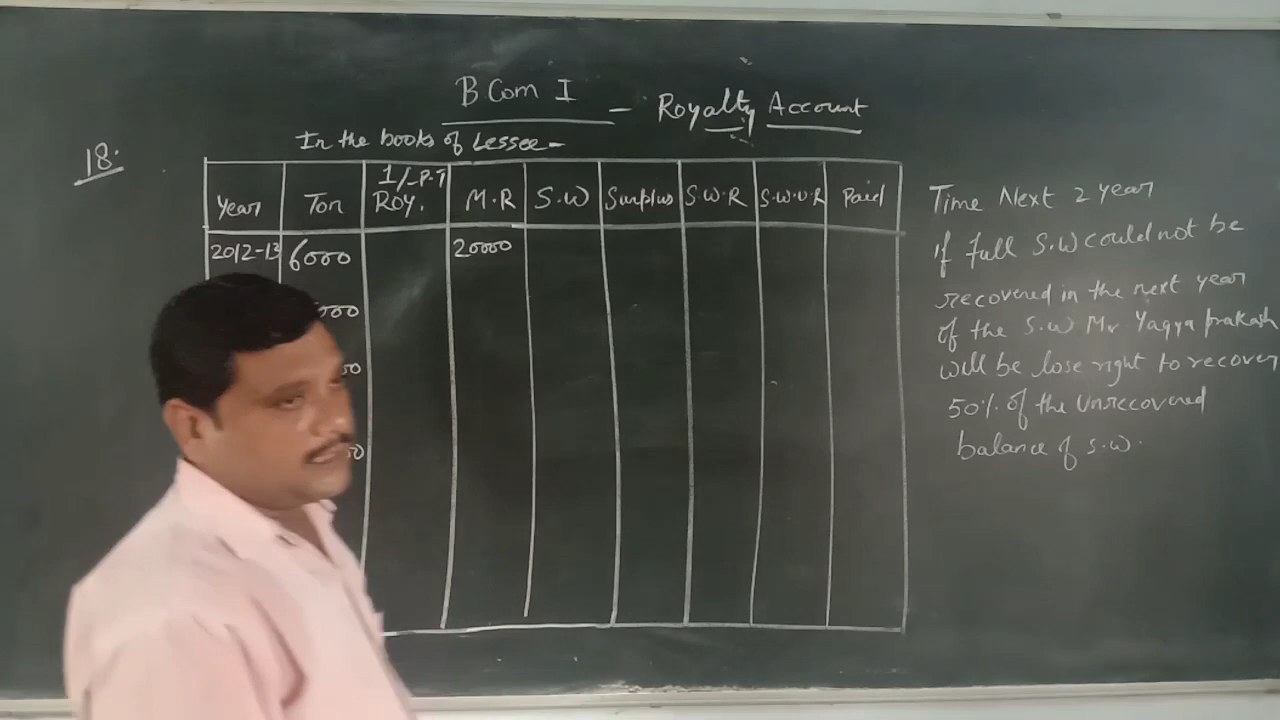 B Com I – Royalty Account
In the books of Lessee –
18.
Year Ton 1/- P.T Roy. M.R S.W Surplus S.W.R S.W.U.R Paid
2012-13 6000 20000
Time Next 2 year
if full S.W could not be
recovered in the next year
of the S.W Mr Yagya prakash
will be lose right to recover
50% of the unrecovered
balance of S.W.